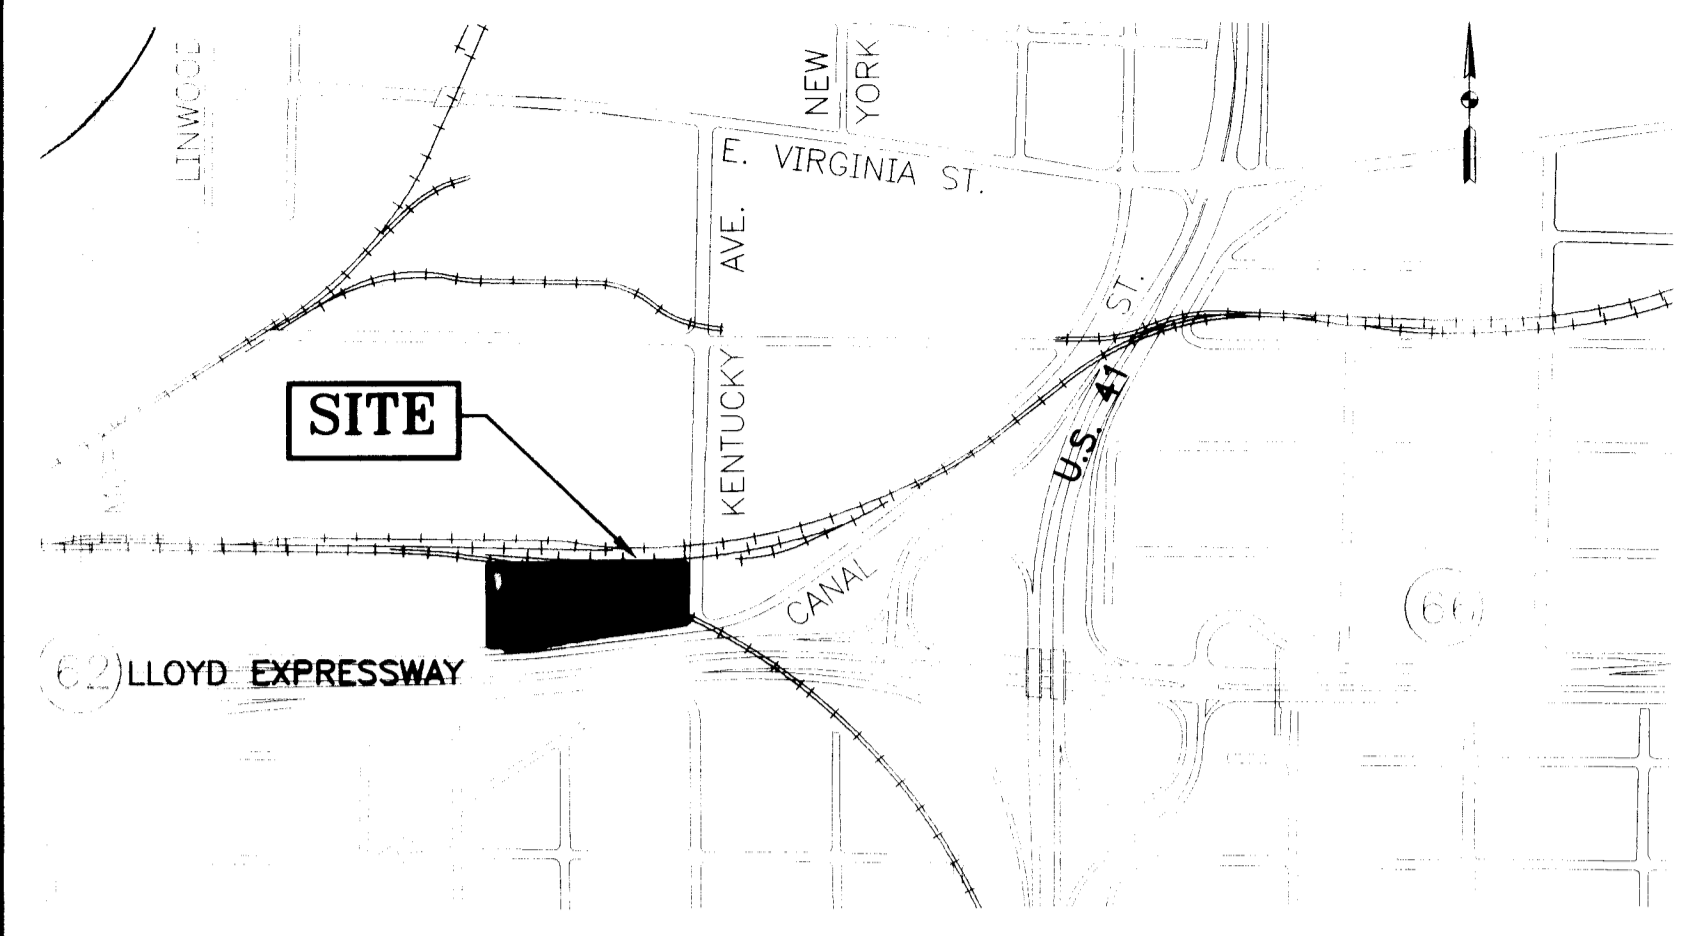 LINWOOD
NEW
YORK
E. VIRGINIA ST.
KENTUCKY AVE.
SITE
CANAL ST.
U.S. 41
66
62 LLOYD EXPRESSWAY